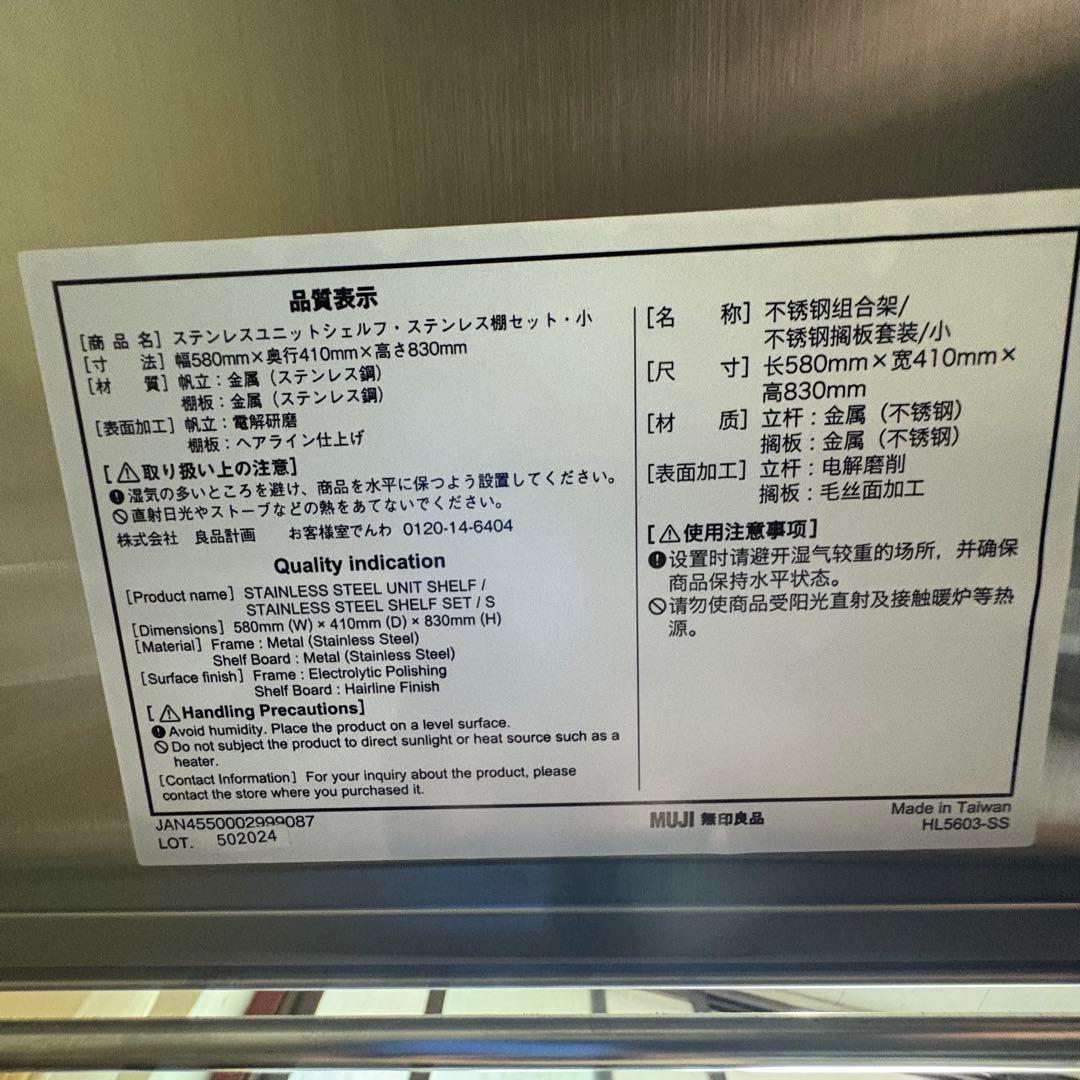 品質表示
[商品名] ステンレスユニットシェルフ・ステンレス棚セット・小
[寸 法] 幅580mm×奥行410mm×高さ830mm
[材 質] 帆立：金属（ステンレス鋼）
棚板：金属（ステンレス鋼）
[表面加工] 帆立：電解研磨
棚板：ヘアライン仕上げ
[⚠取り扱い上の注意]
湿気の多いところを避け、商品を水平に保つよう設置してください。
直射日光やストーブなどの熱をあてないでください。
株式会社 良品計画 お客様室でんわ 0120-14-6404
Quality indication
[Product name] STAINLESS STEEL UNIT SHELF /
STAINLESS STEEL SHELF SET / S
[Dimensions] 580mm (W) × 410mm (D) × 830mm (H)
[Material] Frame : Metal (Stainless Steel)
Shelf Board : Metal (Stainless Steel)
[Surface finish] Frame : Electrolytic Polishing
Shelf Board : Hairline Finish
[⚠Handling Precautions]
Avoid humidity. Place the product on a level surface.
Do not subject the product to direct sunlight or heat source such as a
heater.
[Contact Information] For your inquiry about the product, please
contact the store where you purchased it.
[名 称] 不锈钢组合架/
不锈钢搁板套装/小
[尺 寸] 长580mm×宽410mm×
高830mm
[材 质] 立杆：金属（不锈钢）
搁板：金属（不锈钢）
[表面加工] 立杆：电解磨削
搁板：毛丝面加工
[⚠使用注意事项]
设置时请避开湿气较重的场所，并确保
商品保持水平状态。
请勿使商品受阳光直射及接触暖炉等热
源。
JAN4550002999087
LOT. 502024
MUJI 無印良品
Made in Taiwan
HL5603-SS